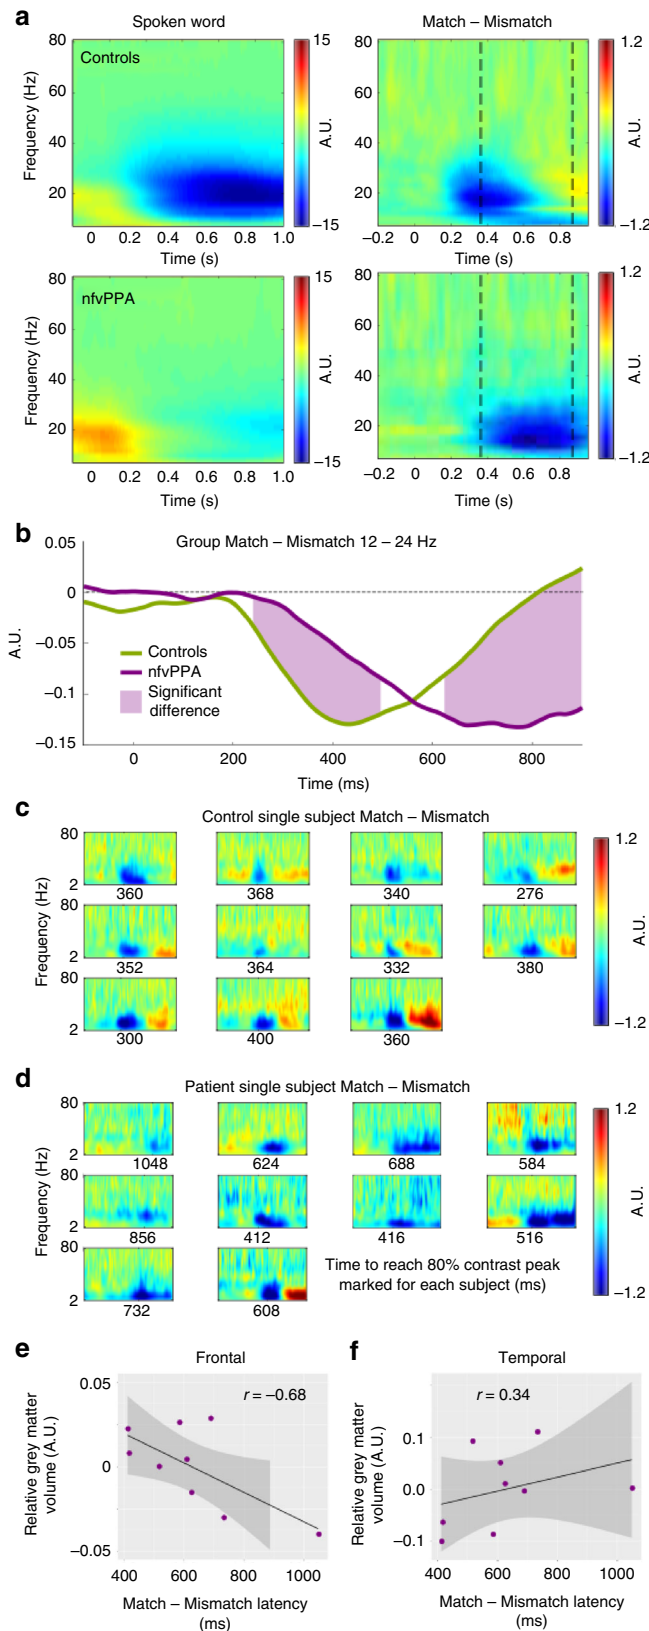 a
Spoken word
Match – Mismatch
80
60
40
20
Frequency (Hz)
Controls
0 0.2 0.4 0.6 0.8 1.0
Time (s)
15
A.U.
–15
80
60
40
20
–0.2 0 0.2 0.4 0.6 0.8
Time (s)
1.2
A.U.
–1.2
80
60
40
20
Frequency (Hz)
nfvPPA
0 0.2 0.4 0.6 0.8 1.0
Time (s)
15
A.U.
–15
80
60
40
20
–0.2 0 0.2 0.4 0.6 0.8
Time (s)
1.2
A.U.
–1.2
b
Group Match – Mismatch 12 – 24 Hz
0.05
0
–0.05
–0.1
–0.15
A.U.
Controls
nfvPPA
Significant
difference
0 200 400 600 800
Time (ms)
c
Control single subject Match – Mismatch
Frequency (Hz)
80
2
360 368 340 276
80
2
352 364 332 380
80
2
300 400 360
1.2
A.U.
–1.2
d
Patient single subject Match – Mismatch
Frequency (Hz)
80
2
1048 624 688 584
80
2
856 412 416 516
80
2
732 608
Time to reach 80% contrast peak
marked for each subject (ms)
1.2
A.U.
–1.2
e
Frontal
r = –0.68
0.05
0
–0.05
Relative grey matter
volume (A.U.)
400 600 800 1000
Match – Mismatch latency
(ms)
f
Temporal
r = 0.34
0.1
0.0
–0.1
Relative grey matter
volume (A.U.)
400 600 800 1000
Match – Mismatch latency
(ms)